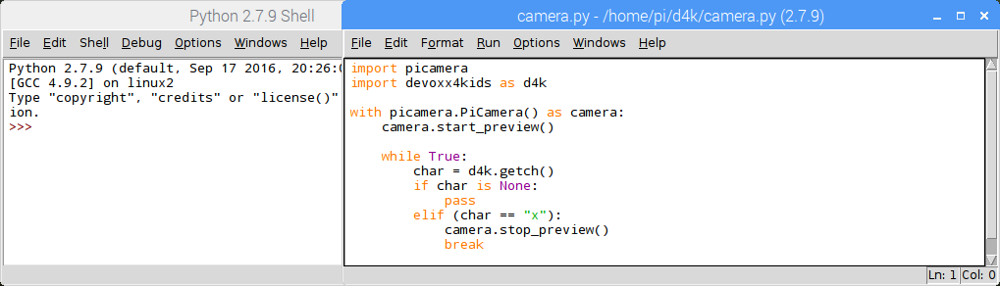 Python 2.7.9 Shell
File Edit Shell Debug Options Windows Help
Python 2.7.9 (default, Sep 17 2016, 20:26:0
[GCC 4.9.2] on linux2
Type "copyright", "credits" or "license()"
ion.
>>>
camera.py - /home/pi/d4k/camera.py (2.7.9)
File Edit Format Run Options Windows Help
import picamera
import devoxx4kids as d4k
with picamera.PiCamera() as camera:
    camera.start_preview()
    while True:
        char = d4k.getch()
        if char is None:
            pass
        elif (char == "x"):
            camera.stop_preview()
            break
Ln: 1 Col: 0